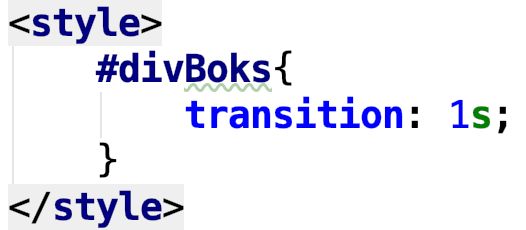 <style>
#divBoks{
transition: 1s;
}
</style>